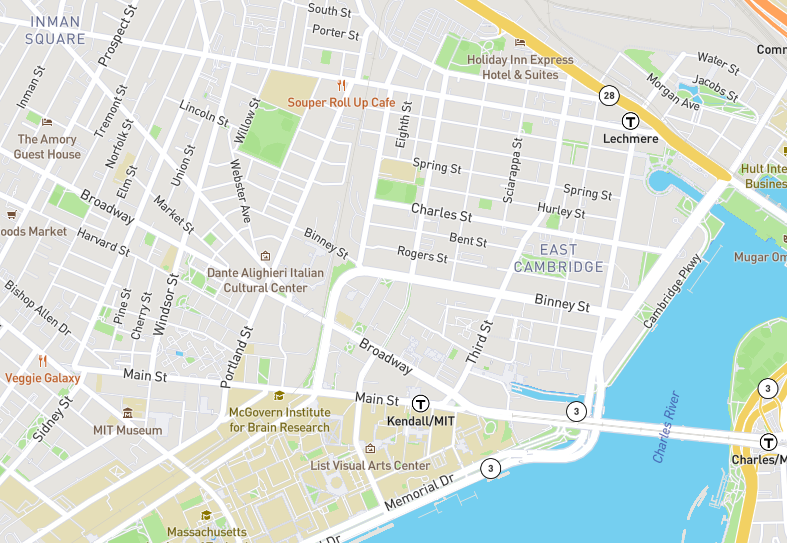 INMAN
SQUARE
Prospect St
South St
Porter St
Holiday Inn Express
Hotel & Suites
Water St
Jacobs St
Morgan Ave
Comm
28
Lechmere
Inman St
Tremont St
Norfolk St
Elm St
The Amory
Guest House
Lincoln St
Willow St
Souper Roll Up Cafe
Eighth St
Sciarappa St
Spring St
Spring St
Hult Inte
Busines
Union St
Webster Ave
Broadway
Market St
Harvard St
oods Market
Charles St
Hurley St
Bent St
Rogers St
Binney St
EAST
CAMBRIDGE
Mugar Om
Dante Alighieri Italian
Cultural Center
Bishop Allen Dr
Pine St
Cherry St
Windsor St
Portland St
Binney St
Cambridge Pkwy
Third St
Broadway
Veggie Galaxy
Main St
Main St
Kendall/MIT
3
3
3
Charles River
Charles/M
Sidney St
MIT Museum
McGovern Institute
for Brain Research
List Visual Arts Center
Memorial Dr
Massachusetts
Dr